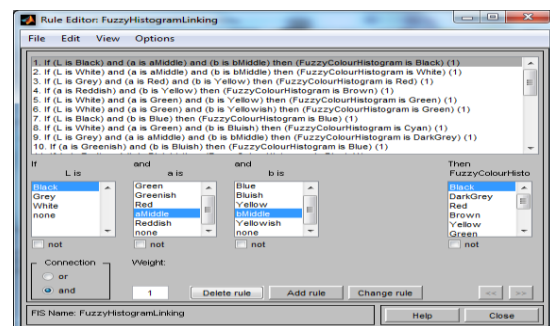 Rule Editor: FuzzyHistogramLinking
File Edit View Options
1. If (L is Black) and (a is aMiddle) and (b is bMiddle) then (FuzzyColourHistogram is Black) (1)
2. If (L is White) and (a is aMiddle) and (b is bMiddle) then (FuzzyColourHistogram is White) (1)
3. If (L is Grey) and (a is Red) and (b is Yellow) then (FuzzyColourHistogram is Red) (1)
4. If (a is Reddish) and (b is Yellow) then (FuzzyColourHistogram is Brown) (1)
5. If (L is White) and (a is Green) and (b is Yellow) then (FuzzyColourHistogram is Green) (1)
6. If (L is White) and (a is Green) and (b is Yellowish) then (FuzzyColourHistogram is Green) (1)
7. If (L is Black) and (b is Blue) then (FuzzyColourHistogram is Blue) (1)
8. If (L is White) and (a is Green) and (b is Bluish) then (FuzzyColourHistogram is Cyan) (1)
9. If (L is Grey) and (a is aMiddle) and (b is bMiddle) then (FuzzyColourHistogram is DarkGrey) (1)
10. If (a is Greenish) and (b is Bluish) then (FuzzyColourHistogram is Blue) (1)
If and and Then
L is a is b is FuzzyColourHisto
Black Green Blue Black
Grey Greenish Bluish DarkGrey
White Red Yellow Red
none aMiddle bMiddle Brown
Reddish Yellowish Yellow
none none Green
not not not not
Connection Weight:
or
and 1 Delete rule Add rule Change rule << >>
FIS Name: FuzzyHistogramLinking Help Close